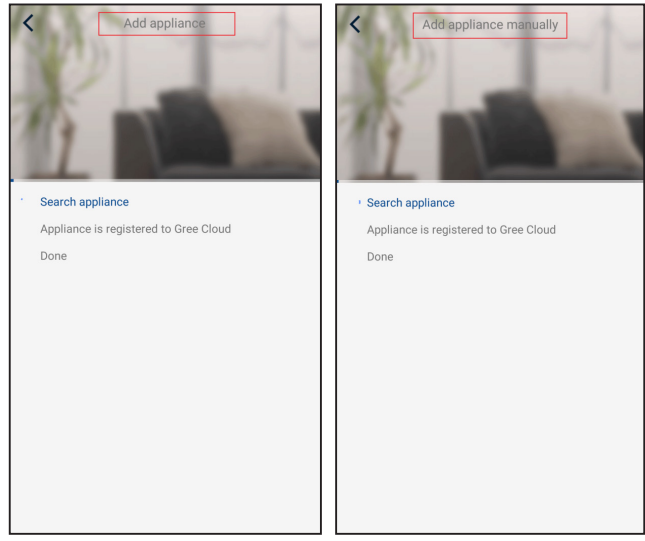 Add appliance
Search appliance
Appliance is registered to Gree Cloud
Done
Add appliance manually
Search appliance
Appliance is registered to Gree Cloud
Done